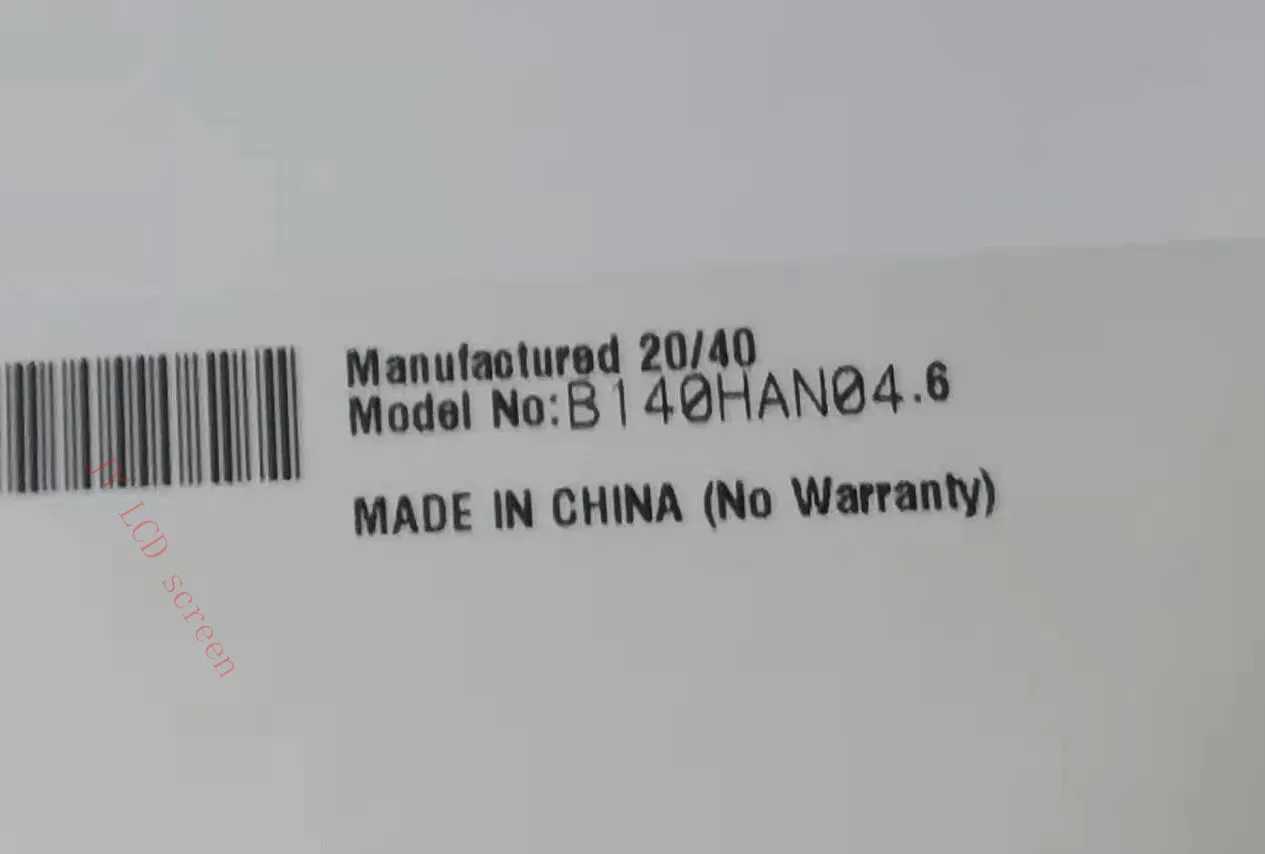 Manufactured 20/40
Model No:B140HAN04.6
MADE IN CHINA (No Warranty)
LCD screen